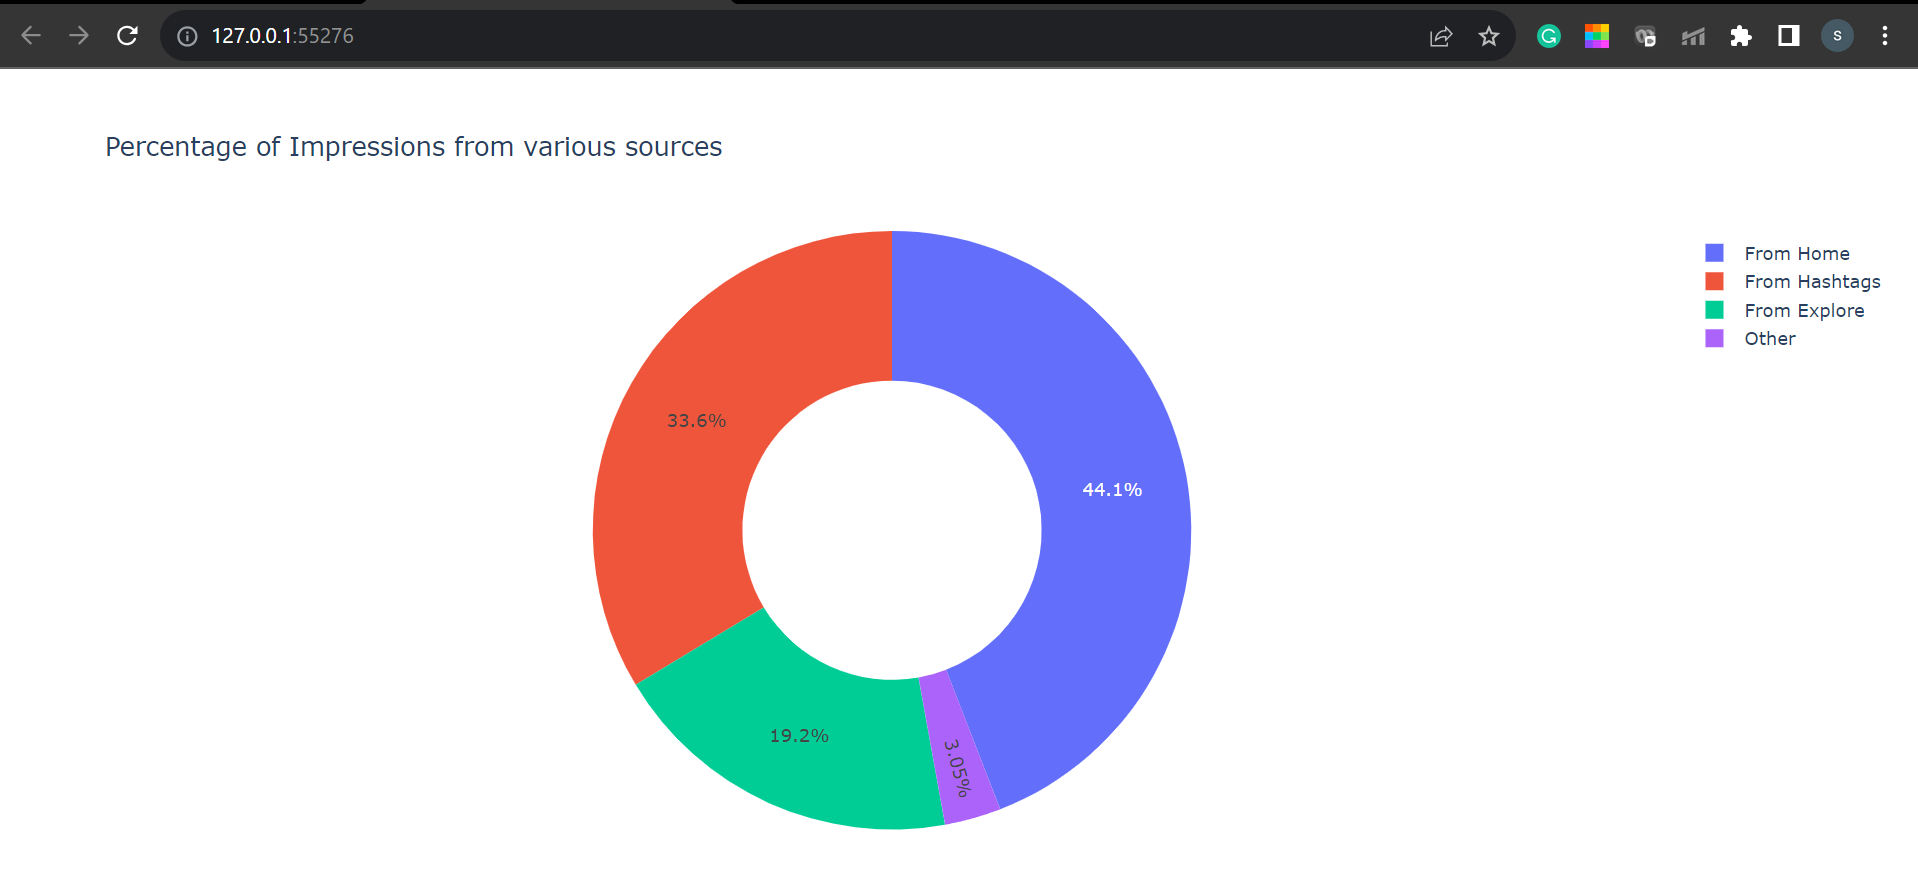 127.0.0.1:55276
S
Percentage of Impressions from various sources
From Home
From Hashtags
From Explore
Other
33.6%
44.1%
19.2%
3.05%